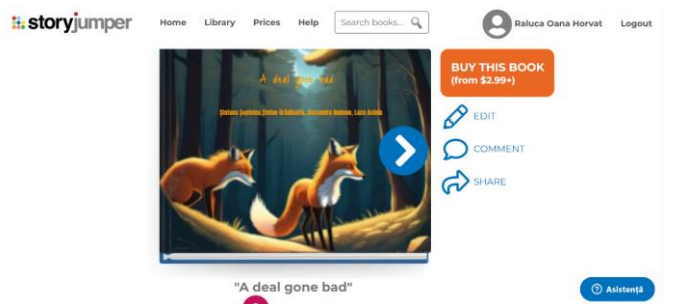 storyjumper
Home Library Prices Help Search books... Raluca Oana Horvat Logout
A deal gone bad
BUY THIS BOOK
(from $2.99+)
EDIT
COMMENT
SHARE
"A deal gone bad"
Asistență